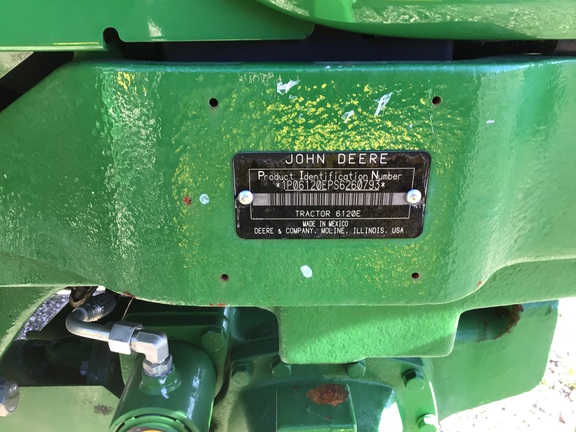 JOHN DEERE
Product Identification Number
*1P06120EPS6260793*
TRACTOR 6120E
MADE IN MEXICO
DEERE & COMPANY, MOLINE, ILLINOIS, USA